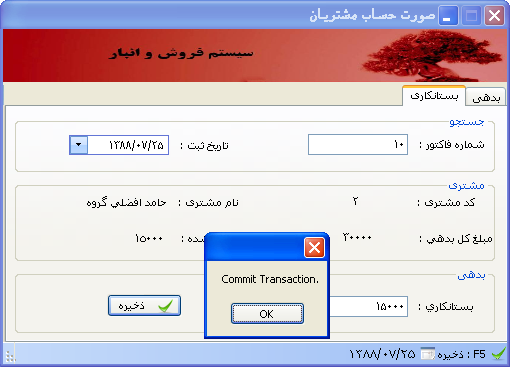 صورت حساب مشتریان
سیستم فروش و انبار
بدهی
بستانکاری
جستجو
شماره فاکتور : ۱۰
تاریخ ثبت : ۱۳۸۸/۰۷/۲۵
مشتری
کد مشتری : ۲
نام مشتری : حامد افضلي گروه
مبلغ کل بدهي : ۳۰۰۰۰
شده : ۱۵۰۰۰
Commit Transaction.
OK
بدهی
بستانکاري : ۱۵۰۰۰
ذخیره
F5 : ذخیره ۱۳۸۸/۰۷/۲۵